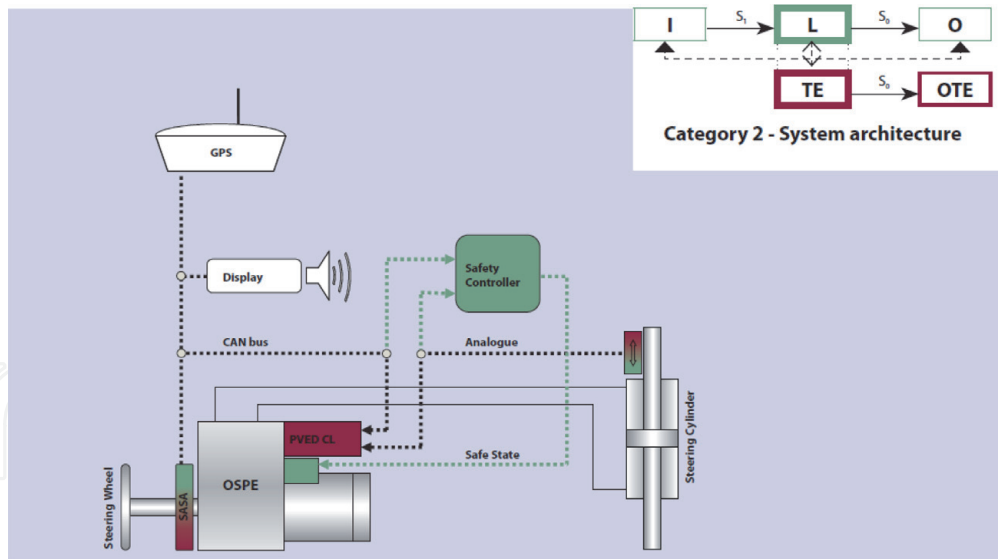 I
S₁
L
S₀
O
TE
S₀
OTE
Category 2 - System architecture
GPS
Display
Safety
Controller
CAN bus
Analogue
PVED CL
Safe State
OSPE
SASA
Steering Wheel
Steering Cylinder